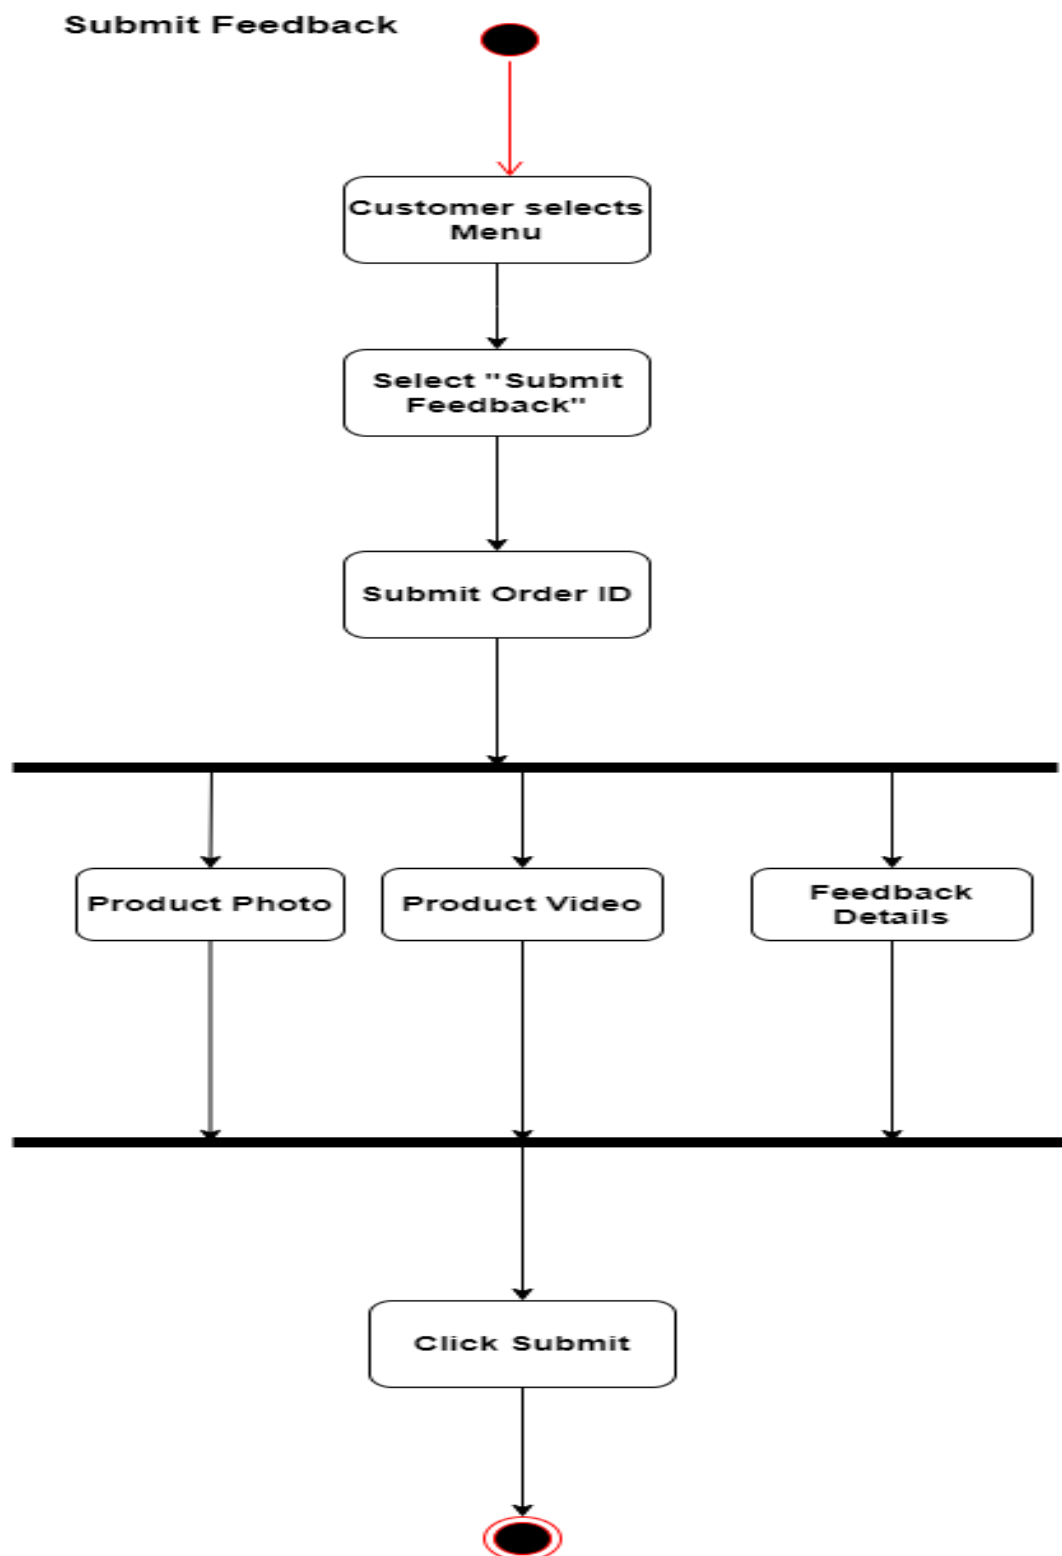 Submit Feedback
Customer selects
Menu
Select "Submit
Feedback"
Submit Order ID
Product Photo
Product Video
Feedback
Details
Click Submit